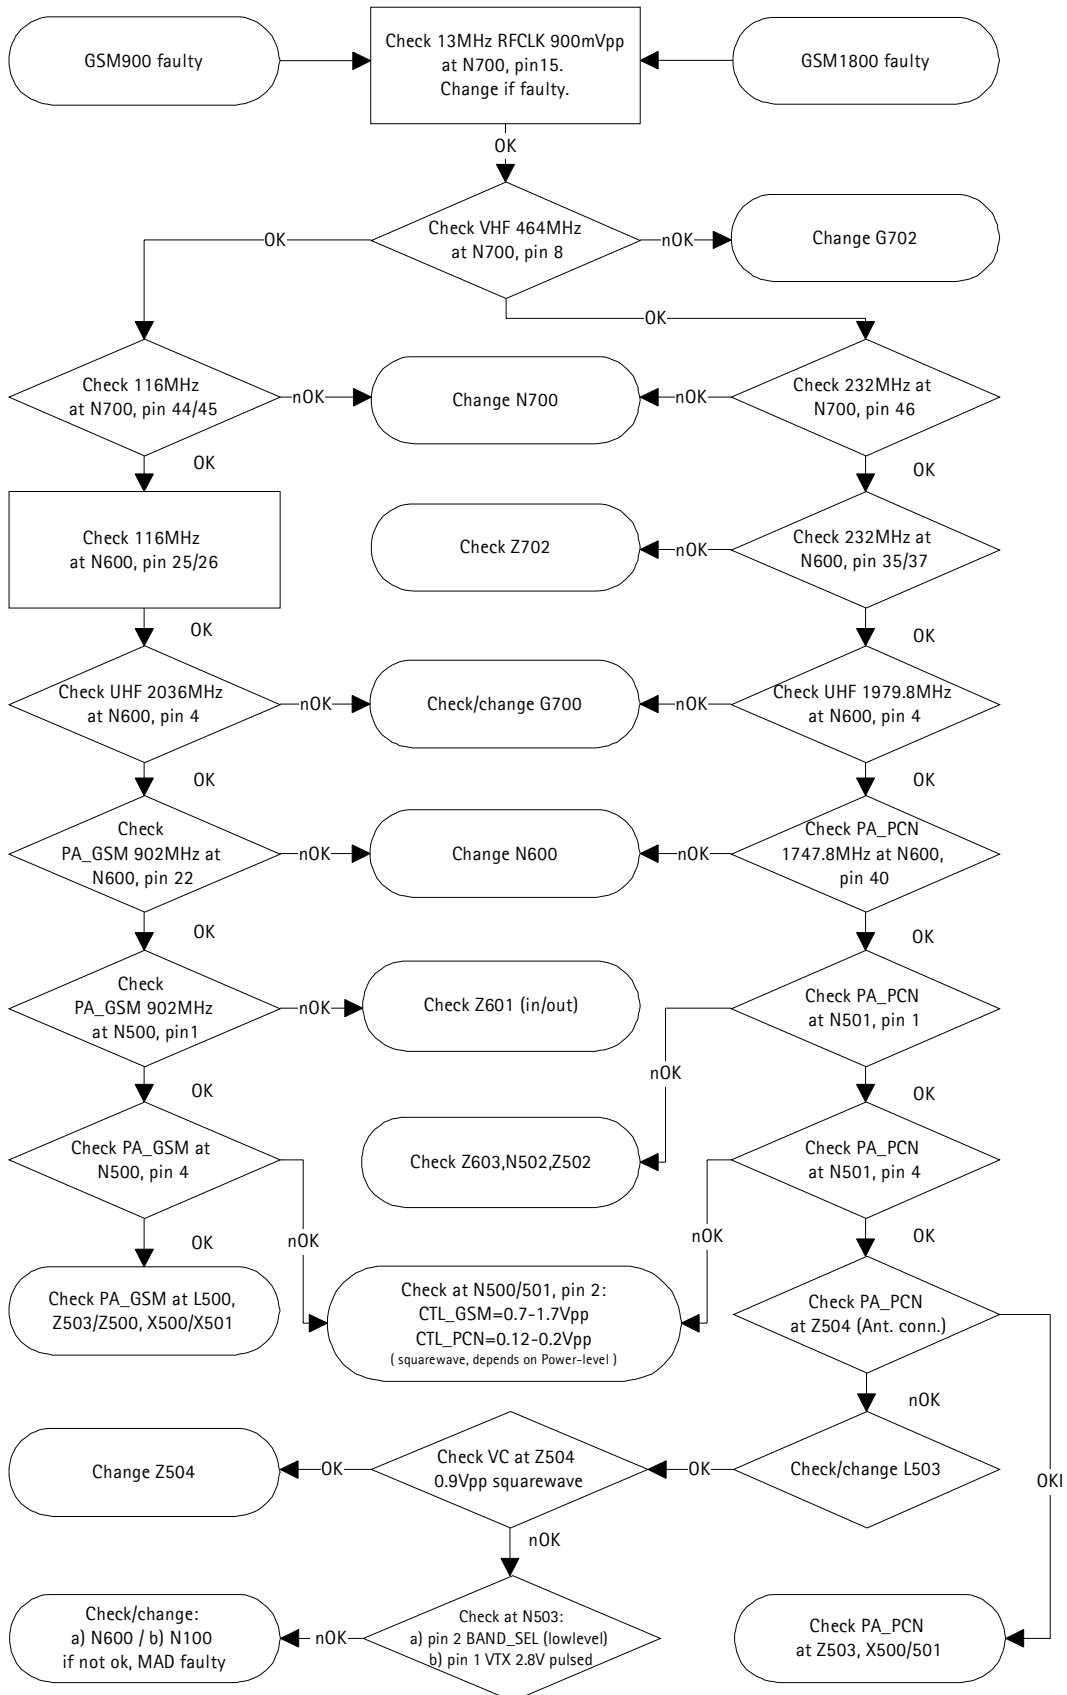 GSM900 faulty
Check 13MHz RFCLK 900mVpp
at N700, pin15.
Change if faulty.
GSM1800 faulty
OK
Check VHF 464MHz
at N700, pin 8
OK
nOK
Change G702
OK
Check 116MHz
at N700, pin 44/45
nOK
Change N700
nOK
Check 232MHz at
N700, pin 46
OK
OK
Check 116MHz
at N600, pin 25/26
Check Z702
nOK
Check 232MHz at
N600, pin 35/37
OK
OK
Check UHF 2036MHz
at N600, pin 4
nOK
Check/change G700
nOK
Check UHF 1979.8MHz
at N600, pin 4
OK
OK
Check
PA_GSM 902MHz at
N600, pin 22
nOK
Change N600
nOK
Check PA_PCN
1747.8MHz at N600,
pin 40
OK
OK
Check
PA_GSM 902MHz
at N500, pin1
nOK
Check Z601 (in/out)
Check PA_PCN
at N501, pin 1
nOK
OK
OK
Check PA_GSM at
N500, pin 4
Check Z603,N502,Z502
Check PA_PCN
at N501, pin 4
OK
nOK
nOK
OK
Check PA_GSM at L500,
Z503/Z500, X500/X501
Check at N500/501, pin 2:
CTL_GSM=0.7-1.7Vpp
CTL_PCN=0.12-0.2Vpp
( squarewave, depends on Power-level )
Check PA_PCN
at Z504 (Ant. conn.)
nOK
Change Z504
OK
Check VC at Z504
0.9Vpp squarewave
OK
Check/change L503
OK!
nOK
Check/change:
a) N600 / b) N100
if not ok, MAD faulty
nOK
Check at N503:
a) pin 2 BAND_SEL (lowlevel)
b) pin 1 VTX 2.8V pulsed
Check PA_PCN
at Z503, X500/501